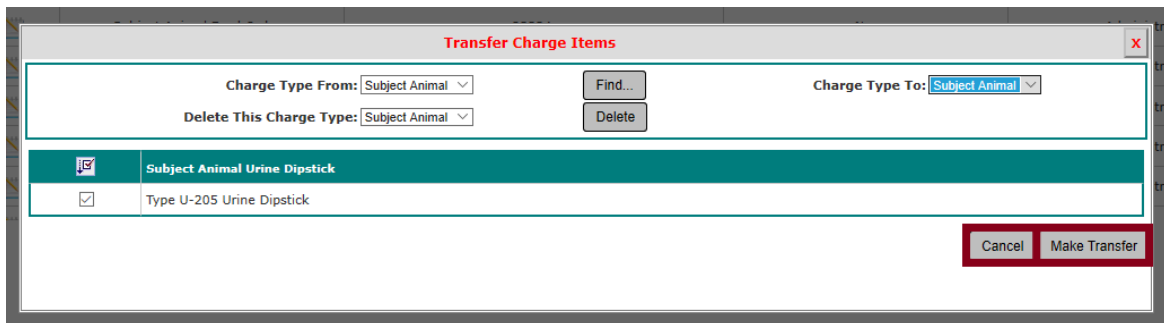 Transfer Charge Items
X
Charge Type From: Subject Animal
Find...
Charge Type To: Subject Animal
Delete This Charge Type: Subject Animal
Delete
Subject Animal Urine Dipstick
Type U-205 Urine Dipstick
Cancel
Make Transfer